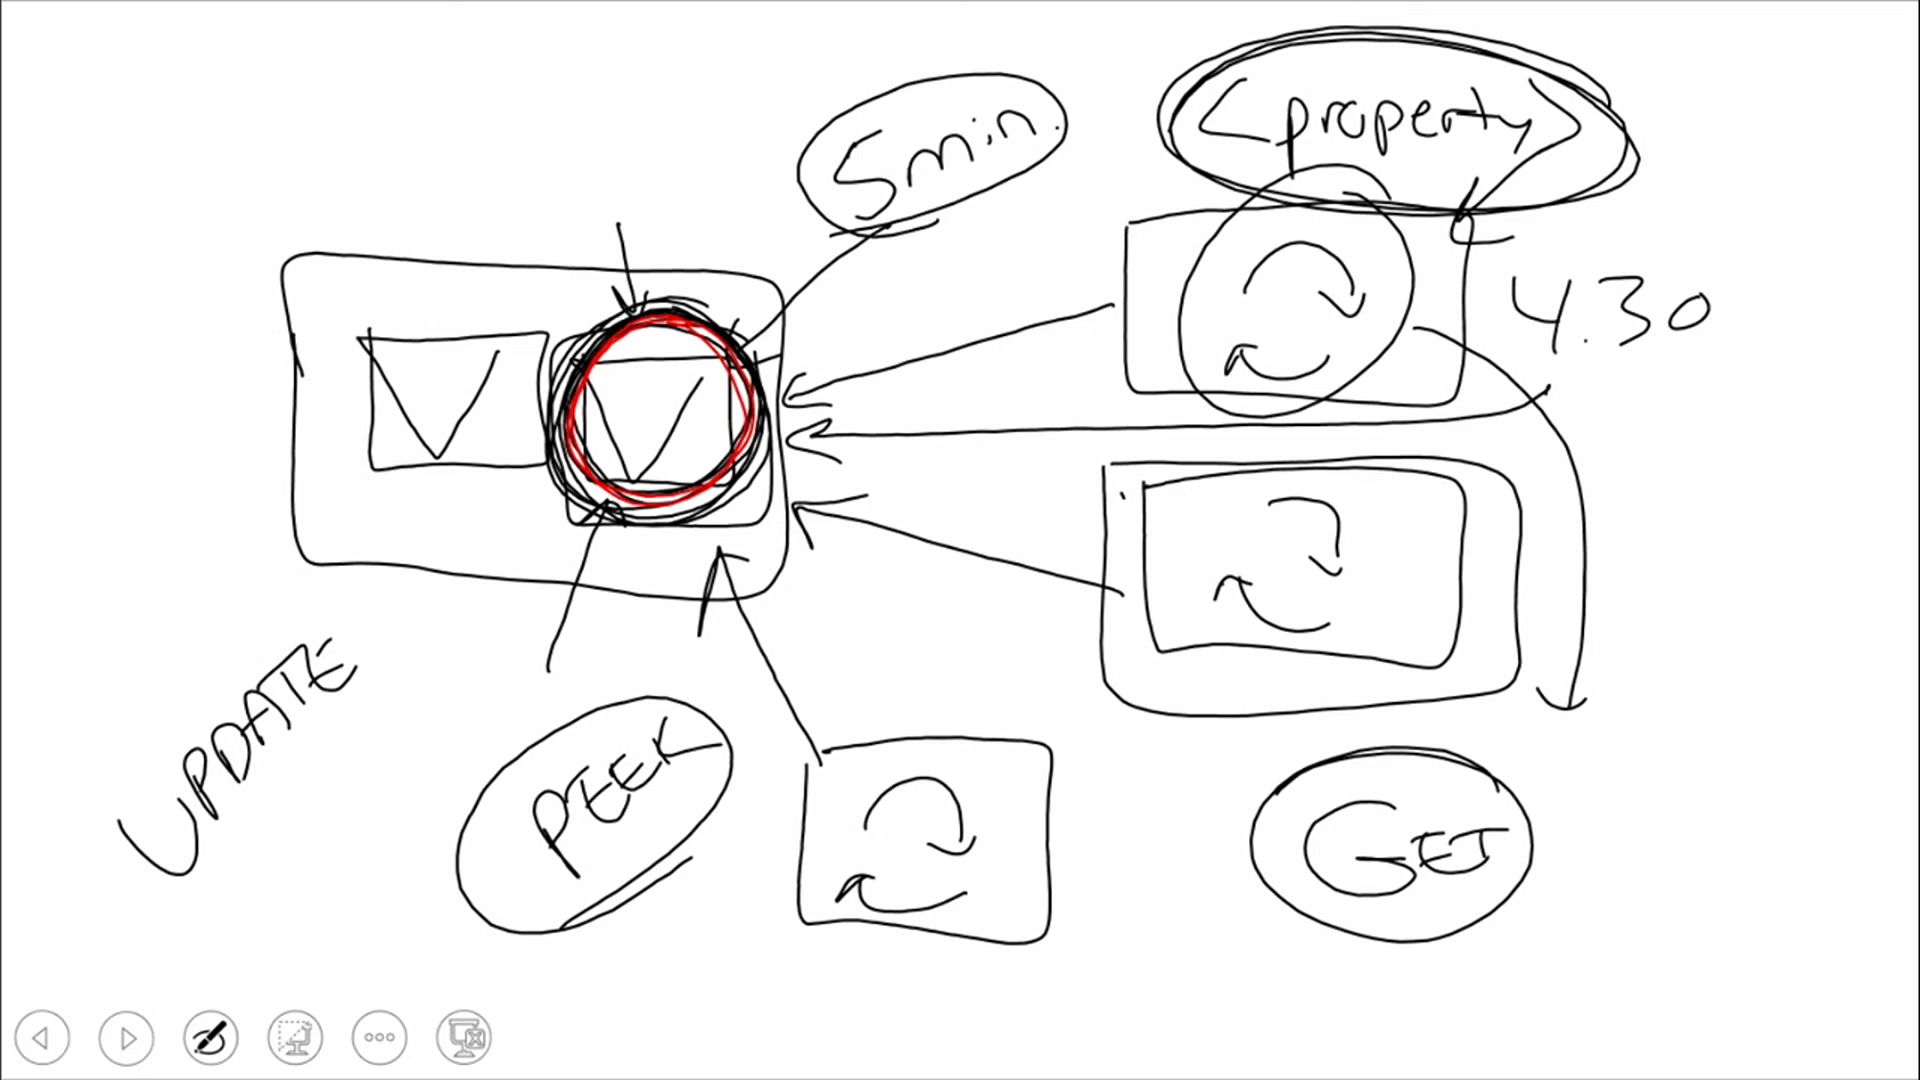 5min.
<property>
4.30
UPDATE
PEEK
GET